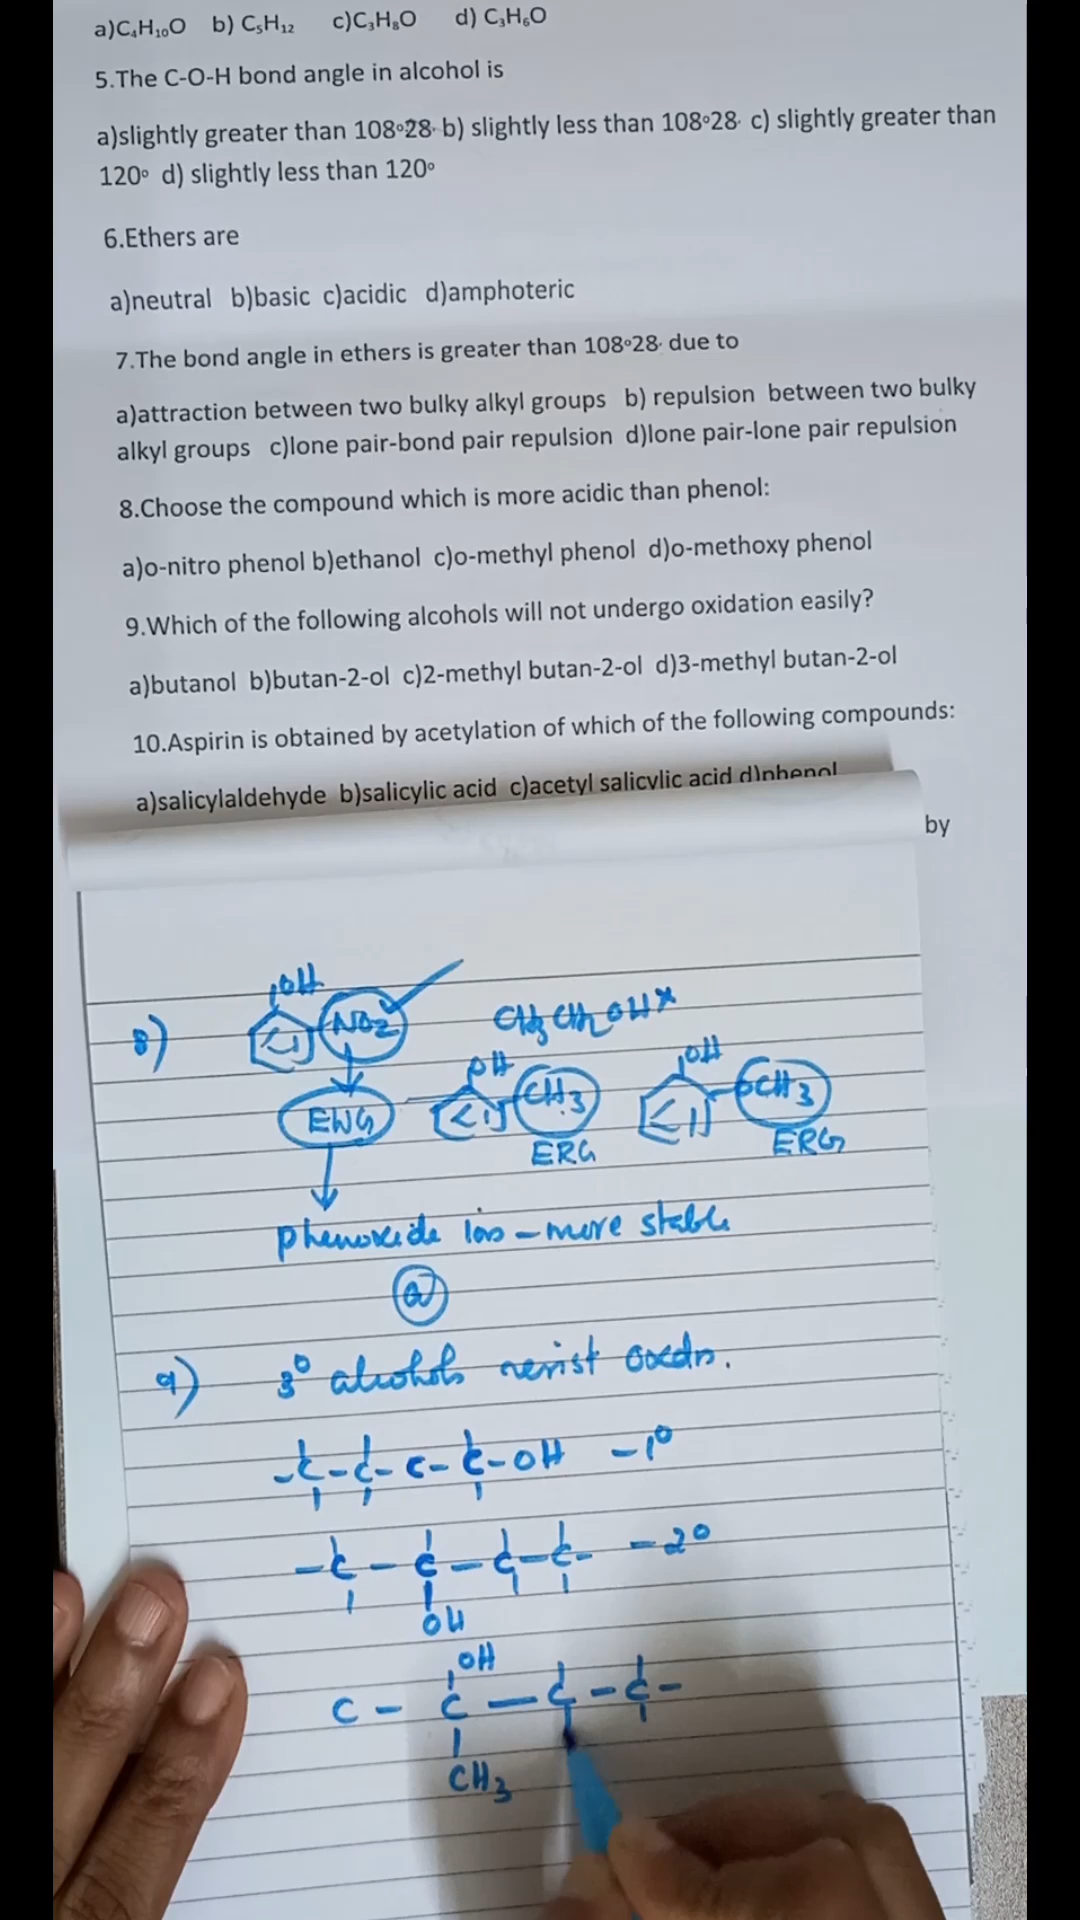 a)C₄H₁₀O b) C₅H₁₂ c)C₃H₈O d) C₃H₆O
5.The C-O-H bond angle in alcohol is
a)slightly greater than 108°28' b) slightly less than 108°28' c) slightly greater than
120° d) slightly less than 120°
6.Ethers are
a)neutral b)basic c)acidic d)amphoteric
7.The bond angle in ethers is greater than 108°28' due to
a)attraction between two bulky alkyl groups b) repulsion between two bulky
alkyl groups c)lone pair-bond pair repulsion d)lone pair-lone pair repulsion
8.Choose the compound which is more acidic than phenol:
a)o-nitro phenol b)ethanol c)o-methyl phenol d)o-methoxy phenol
9.Which of the following alcohols will not undergo oxidation easily?
a)butanol b)butan-2-ol c)2-methyl butan-2-ol d)3-methyl butan-2-ol
10.Aspirin is obtained by acetylation of which of the following compounds:
a)salicylaldehyde b)salicylic acid c)acetyl salicylic acid d)phenol
by
OH
8) NO₂ CH₃ CH₂ OH ×
OH OH
CH₃ OCH₃
EWG
ERG ERG
phenoxide ion - more stable
a
9) 3° alcohols resist oxdn.
-C-C-C-C-OH -1°
-C-C-C-C- -2°
OH
OH
C-C-C-C-
CH₃